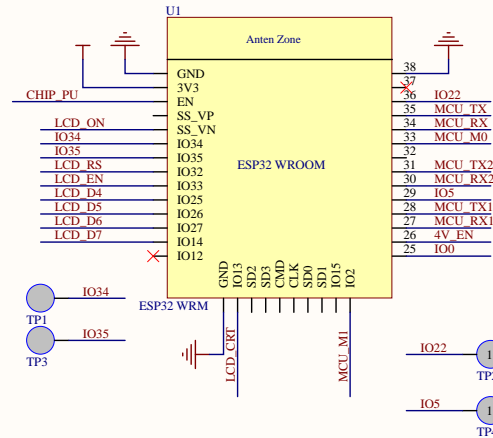 U1
Anten Zone
GND
3V3
CHIP_PU
EN
SS_VP
LCD_ON
SS_VN
IO34
IO34
IO35
IO35
LCD_RS
IO32
LCD_EN
IO33
LCD_D4
IO25
LCD_D5
IO26
LCD_D6
IO27
LCD_D7
IO14
IO12
ESP32 WROOM
38
37
36 IO22
35 MCU_TX
34 MCU_RX
33 MCU_M0
32
31 MCU_TX2
30 MCU_RX2
29 IO5
28 MCU_TX1
27 MCU_RX1
26 4V_EN
25 IO0
GND
IO13
SD2
SD3
CMD
CLK
SD0
SD1
IO15
IO2
ESP32 WRM
LCD_CRT
MCU_M1
IO34
TP1
IO35
TP3
IO22
1
IO5
1